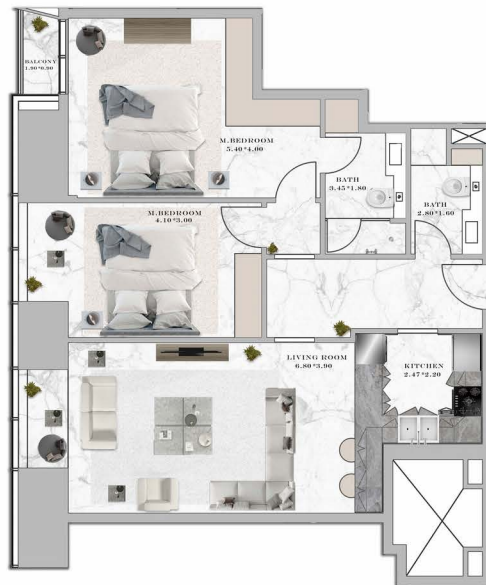 BALCONY
1.90*0.90
M.BEDROOM
5.40*4.00
BATH
3.45*1.80
BATH
2.80*1.60
M.BEDROOM
4.10*3.00
LIVING ROOM
6.80*3.90
KITCHEN
2.47*2.20